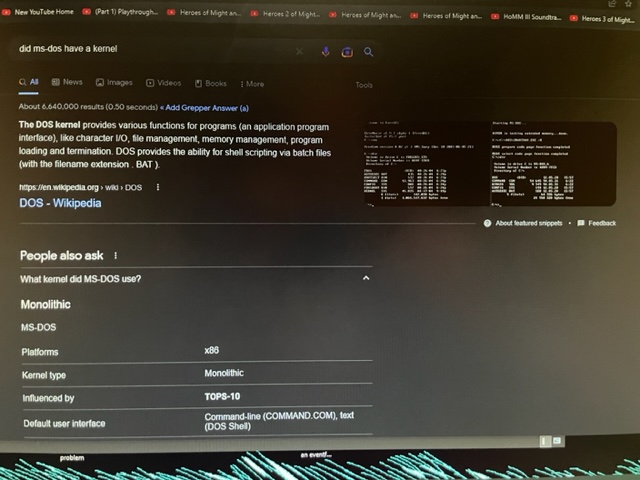 New YouTube Home
(Part 1) Playthrough...
Heroes of Might an...
Heroes 2 of Might...
Heroes of Might an...
Heroes of Might an...
HoMM III Soundtra...
Heroes 3 of Might...
did ms-dos have a kernel
All
News
Images
Videos
Books
More
Tools
About 6,640,000 results (0.50 seconds) « Add Grepper Answer (a)
The DOS kernel provides various functions for programs (an application program
interface), like character I/O, file management, memory management, program
loading and termination. DOS provides the ability for shell scripting via batch files
(with the filename extension . BAT ).
https://en.wikipedia.org › wiki › DOS
DOS - Wikipedia
About featured snippets
Feedback
People also ask
What kernel did MS-DOS use?
Monolithic
MS-DOS
Platforms
x86
Kernel type
Monolithic
Influenced by
TOPS-10
Default user interface
Command-line (COMMAND.COM), text
(DOS Shell)
problem
an eventf...